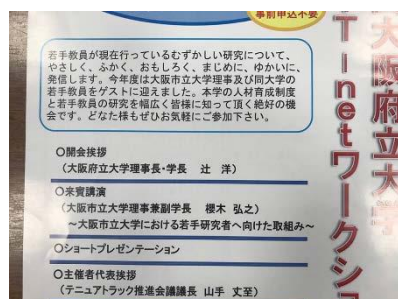 事前申込不要
大阪府立大学
T-netワークショ
若手教員が現在行っているむずかしい研究について、
やさしく、ふかく、おもしろく、まじめに、ゆかいに、
発信します。今年度は大阪市立大学理事及び同大学の
若手教員をゲストに迎えました。本学の人材育成制度
と若手教員の研究を幅広く皆様に知って頂く絶好の機
会です。どなた様もぜひお気軽にご参加下さい。
○開会挨拶
(大阪府立大学理事長・学長 辻 洋)
○来賓講演
(大阪市立大学理事兼副学長 櫻木 弘之)
～大阪市立大学における若手研究者へ向けた取組み～
○ショートプレゼンテーション
○主催者代表挨拶
(テニュアトラック推進会議議長 山手 丈至)